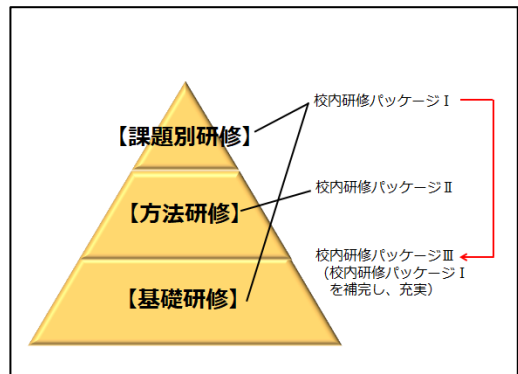 【課題別研修】
【方法研修】
【基礎研修】
校内研修パッケージⅠ
校内研修パッケージⅡ
校内研修パッケージⅢ
(校内研修パッケージⅠ
を補完し、充実)